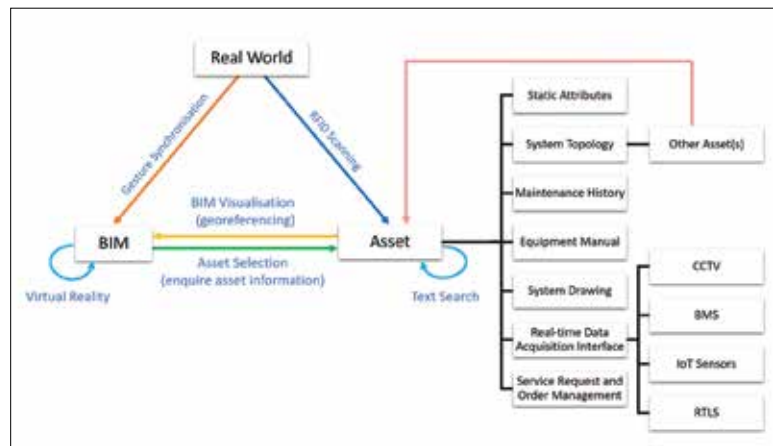 Real World
Gesture Synchronisation
RFID Scanning
BIM Visualisation
(georeferencing)
BIM
Asset
Asset Selection
(enquire asset information)
Virtual Reality
Text Search
Static Attributes
System Topology
Other Asset(s)
Maintenance History
Equipment Manual
System Drawing
Real-time Data
Acquisition Interface
Service Request and
Order Management
CCTV
BMS
IoT Sensors
RTLS